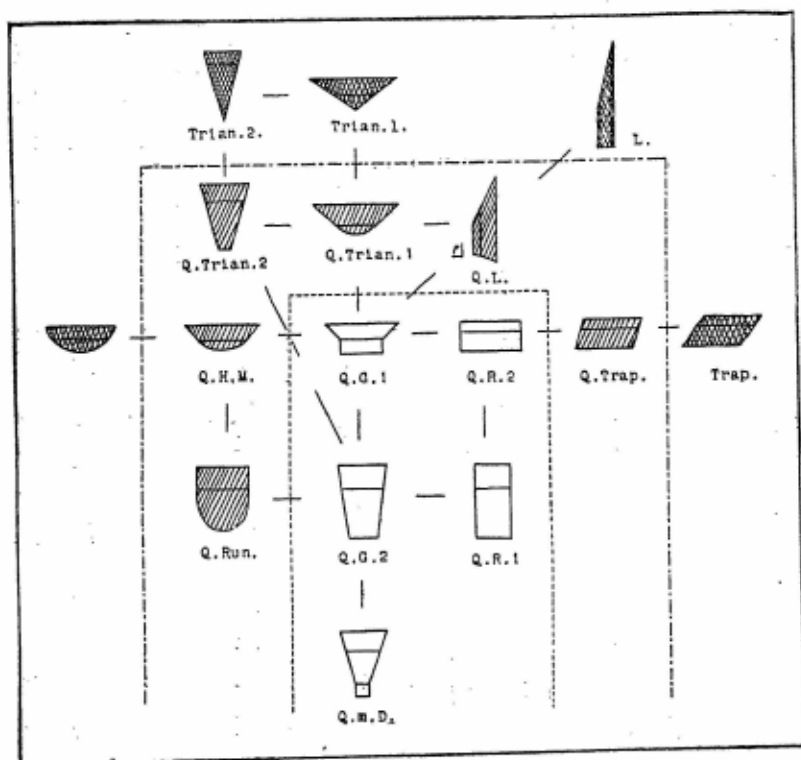 Trian.2.
Trian.1.
L.
Q.Trian.2
Q.Trian.1
Q.L.
Q.H.M.
Q.G.1
Q.R.2
Q.Trap.
Trap.
Q.Run.
Q.G.2
Q.R.1
Q.m.D.